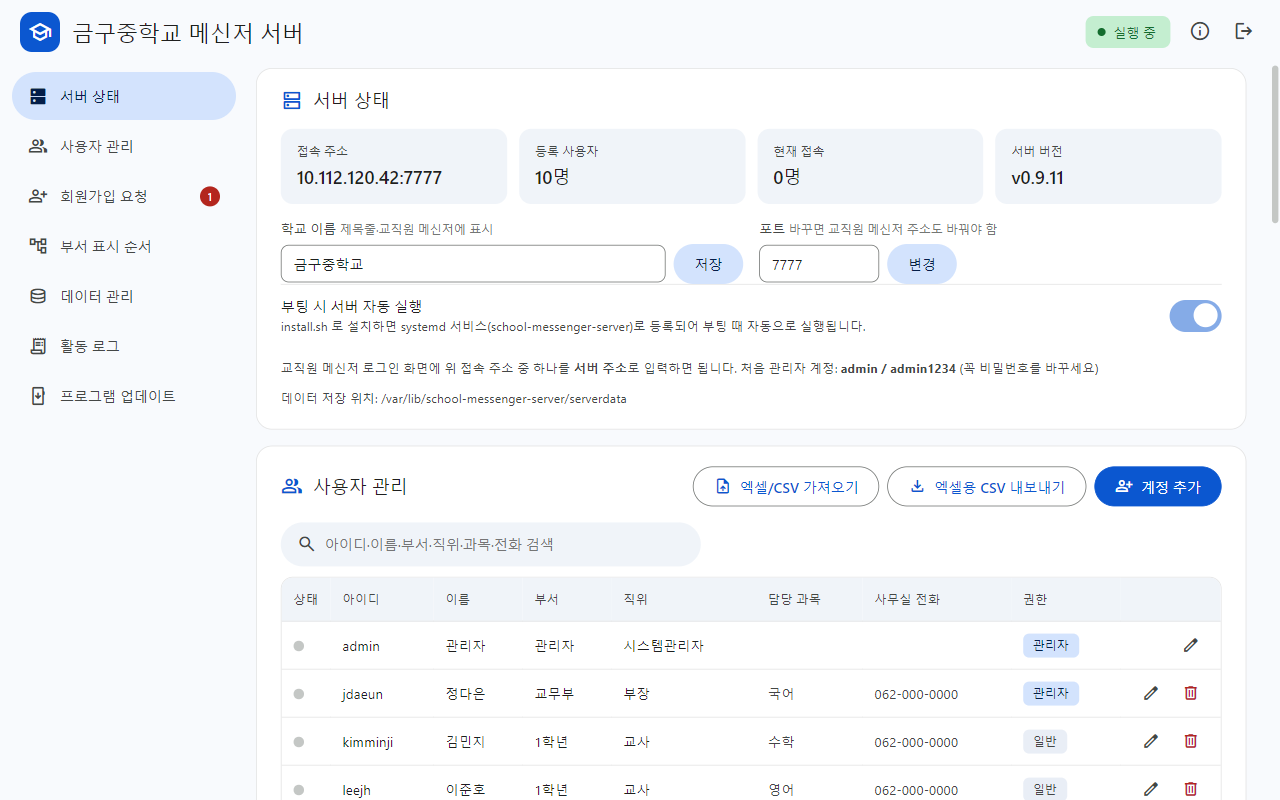 금구중학교 메신저 서버
실행 중
서버 상태
사용자 관리
회원가입 요청
1
부서 표시 순서
데이터 관리
활동 로그
프로그램 업데이트
서버 상태
접속 주소
10.112.120.42:7777
등록 사용자
10명
현재 접속
0명
서버 버전
v0.9.11
학교 이름 제목줄·교직원 메신저에 표시
금구중학교
저장
포트 바꾸면 교직원 메신저 주소도 바꿔야 함
7777
변경
부팅 시 서버 자동 실행
install.sh 로 설치하면 systemd 서비스(school-messenger-server)로 등록되어 부팅 때 자동으로 실행됩니다.
교직원 메신저 로그인 화면에 위 접속 주소 중 하나를 서버 주소로 입력하면 됩니다. 처음 관리자 계정: admin / admin1234 (꼭 비밀번호를 바꾸세요)
데이터 저장 위치: /var/lib/school-messenger-server/serverdata
사용자 관리
엑셀/CSV 가져오기
엑셀용 CSV 내보내기
계정 추가
아이디·이름·부서·직위·과목·전화 검색
상태 아이디 이름 부서 직위 담당 과목 사무실 전화 권한
admin 관리자 관리자 시스템관리자 관리자
jdaeun 정다은 교무부 부장 국어 062-000-0000 관리자
kimminji 김민지 1학년 교사 수학 062-000-0000 일반
leejh 이준호 1학년 교사 영어 062-000-0000 일반